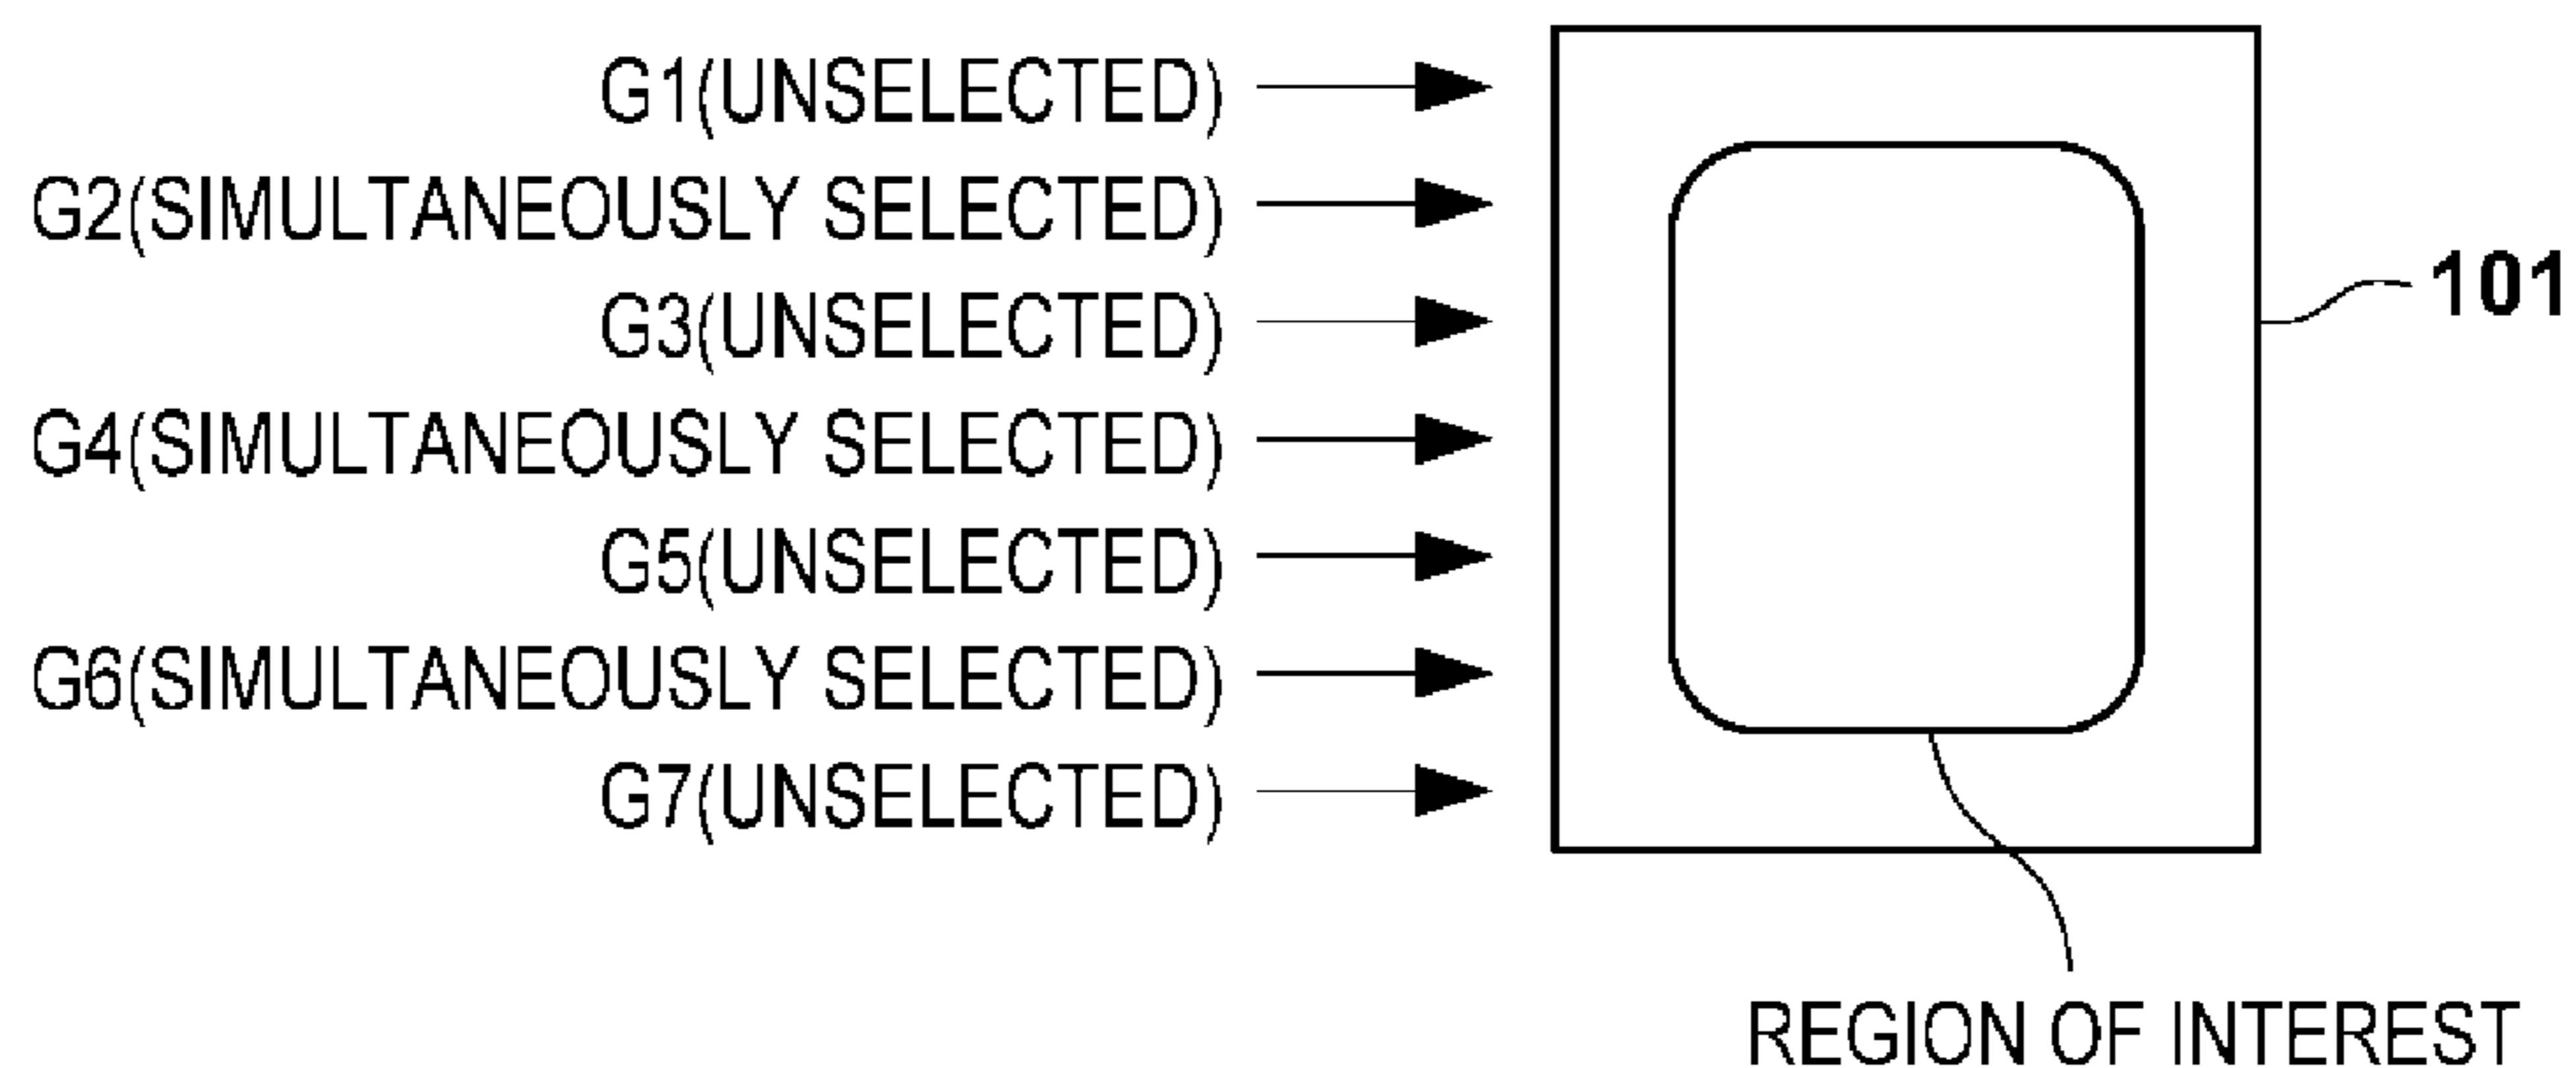 G1(UNSELECTED)
G2(SIMULTANEOUSLY SELECTED)
G3(UNSELECTED)
101
G4(SIMULTANEOUSLY SELECTED)
G5(UNSELECTED)
G6(SIMULTANEOUSLY SELECTED)
G7(UNSELECTED)
REGION OF INTEREST